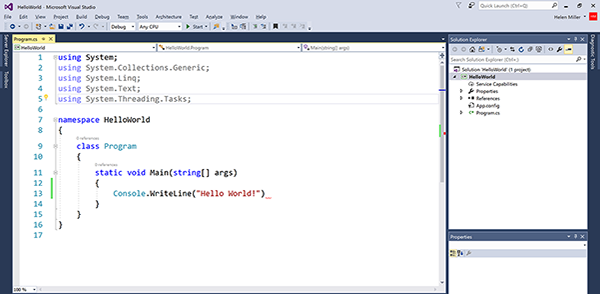 HelloWorld - Microsoft Visual Studio
Quick Launch (Ctrl+Q)
File Edit View Project Build Debug Team Tools Architecture Test Analyze Window Help
Helen Miller
Debug Any CPU Start
Server Explorer
Toolbox
Program.cs
HelloWorld
HelloWorld.Program
Main(string[] args)
1 using System;
2 using System.Collections.Generic;
3 using System.Linq;
4 using System.Text;
5 using System.Threading.Tasks;
6
7 namespace HelloWorld
8 {
0 references
9 class Program
10 {
0 references
11 static void Main(string[] args)
12 {
13 Console.WriteLine("Hello World!")
14 }
15 }
16 }
17
100 %
Solution Explorer
Search Solution Explorer (Ctrl+;)
Solution 'HelloWorld' (1 project)
HelloWorld
Service Capabilities
Properties
References
App.config
Program.cs
Properties
Diagnostic Tools